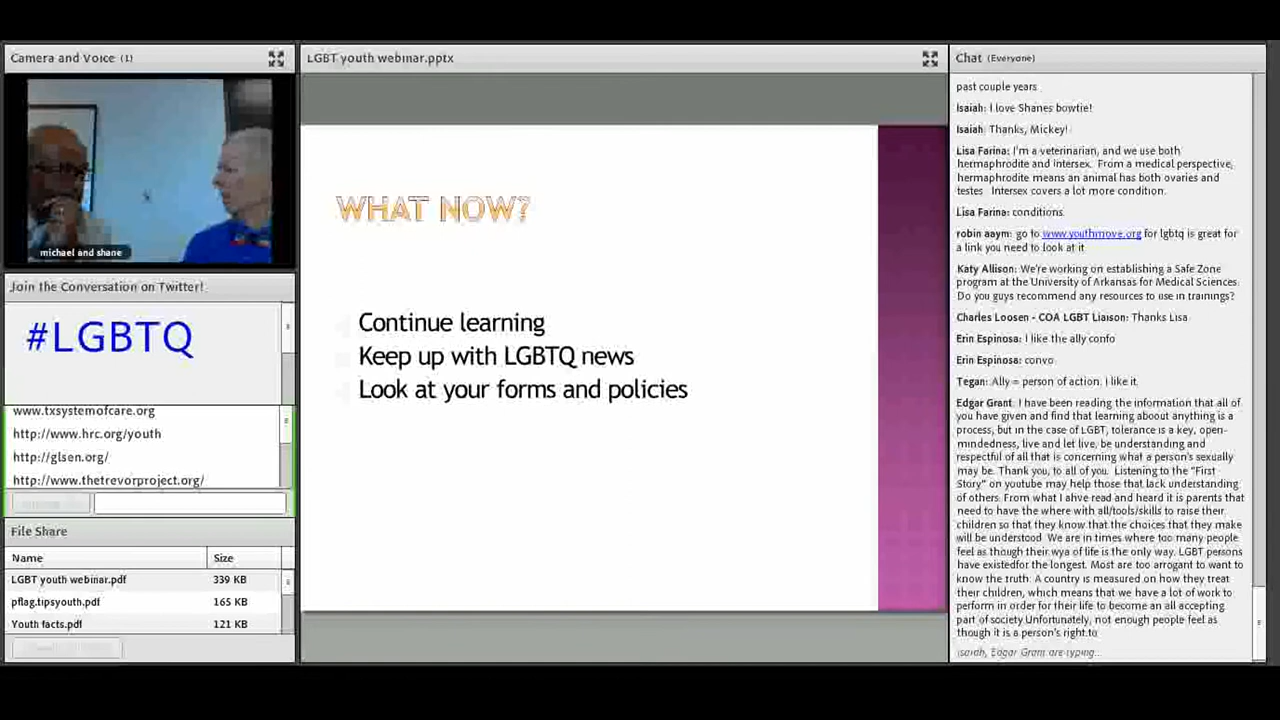 Camera and Voice (1)
michael and shane
Join the Conversation on Twitter!
#LGBTQ
www.txsystemofcare.org
http://www.hrc.org/youth
http://glsen.org/
http://www.thetrevorproject.org/
File Share
Name Size
LGBT youth webinar.pdf 339 KB
pflag.tipsyouth.pdf 165 KB
Youth facts.pdf 121 KB
LGBT youth webinar.pptx
WHAT NOW?
Continue learning
Keep up with LGBTQ news
Look at your forms and policies
Chat (Everyone)
past couple years
Isaiah: I love Shanes bowtie!
Isaiah: Thanks, Mickey!
Lisa Farina: I'm a veterinarian, and we use both
hermaphrodite and intersex. From a medical perspective,
hermaphrodite means an animal has both ovaries and
testes Intersex covers a lot more condition.
Lisa Farina: conditions.
robin aaym: go to www.youthmove.org for lgbtq is great for
a link you need to look at it
Katy Allison: We're working on establishing a Safe Zone
program at the University of Arkansas for Medical Sciences.
Do you guys recommend any resources to use in trainings?
Charles Loosen - COA LGBT Liaison: Thanks Lisa
Erin Espinosa: I like the ally confo
Erin Espinosa: convo
Tegan: Ally = person of action. I like it.
Edgar Grant: I have been reading the information that all of
you have given and find that learning aboout anything is a
process, but in the case of LGBT, tolerance is a key, open-
mindedness, live and let live, be understanding and
respectful of all that is concerning what a person's sexually
may be. Thank you, to all of you. Listening to the "First
Story" on youtube may help those that lack understanding
of others. From what I ahve read and heard it is parents that
need to have the where with all/tools/skills to raise their
children so that they know that the choices that they make
will be understood. We are in times where too many people
feel as though their wya of life is the only way. LGBT persons
have existedfor the longest. Most are too arrogant to want to
know the truth. A country is measured on how they treat
their children, which means that we have a lot of work to
perform in order for their life to become an all accepting
part of society.Unfortunately, not enough people feel as
though it is a person's right.to
Isaiah, Edgar Grant are typing...